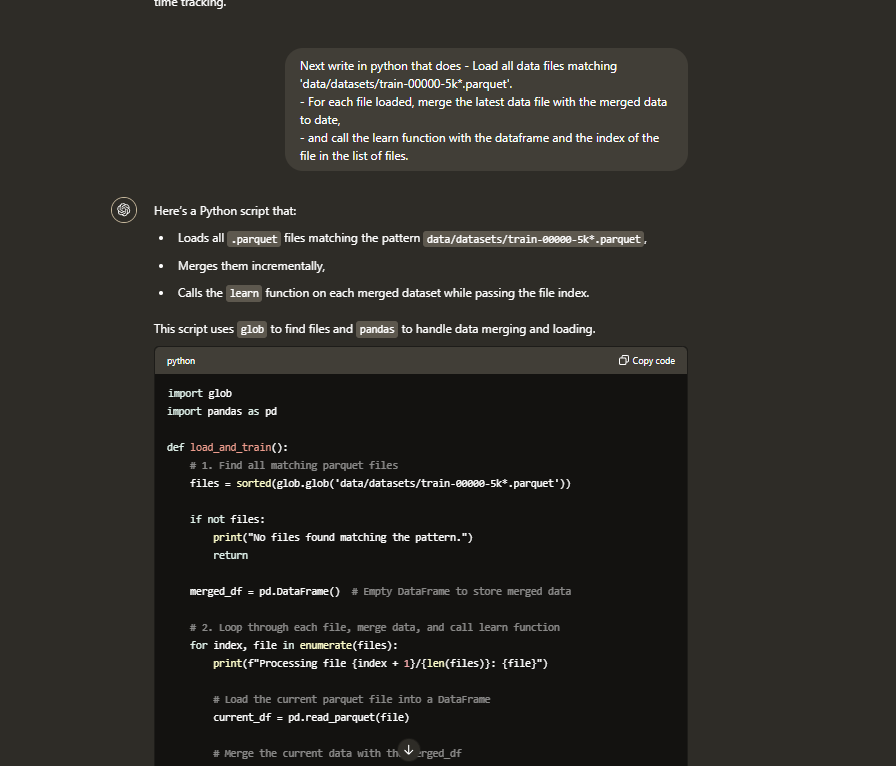 time tracking.
Next write in python that does - Load all data files matching
'data/datasets/train-00000-5k*.parquet'.
- For each file loaded, merge the latest data file with the merged data
to date,
- and call the learn function with the dataframe and the index of the
file in the list of files.
Here's a Python script that:
• Loads all .parquet files matching the pattern data/datasets/train-00000-5k*.parquet,
• Merges them incrementally,
• Calls the learn function on each merged dataset while passing the file index.
This script uses glob to find files and pandas to handle data merging and loading.
python Copy code
import glob
import pandas as pd
def load_and_train():
# 1. Find all matching parquet files
files = sorted(glob.glob('data/datasets/train-00000-5k*.parquet'))
if not files:
print("No files found matching the pattern.")
return
merged_df = pd.DataFrame()  # Empty DataFrame to store merged data
# 2. Loop through each file, merge data, and call learn function
for index, file in enumerate(files):
print(f"Processing file {index + 1}/{len(files)}: {file}")
# Load the current parquet file into a DataFrame
current_df = pd.read_parquet(file)
# Merge the current data with